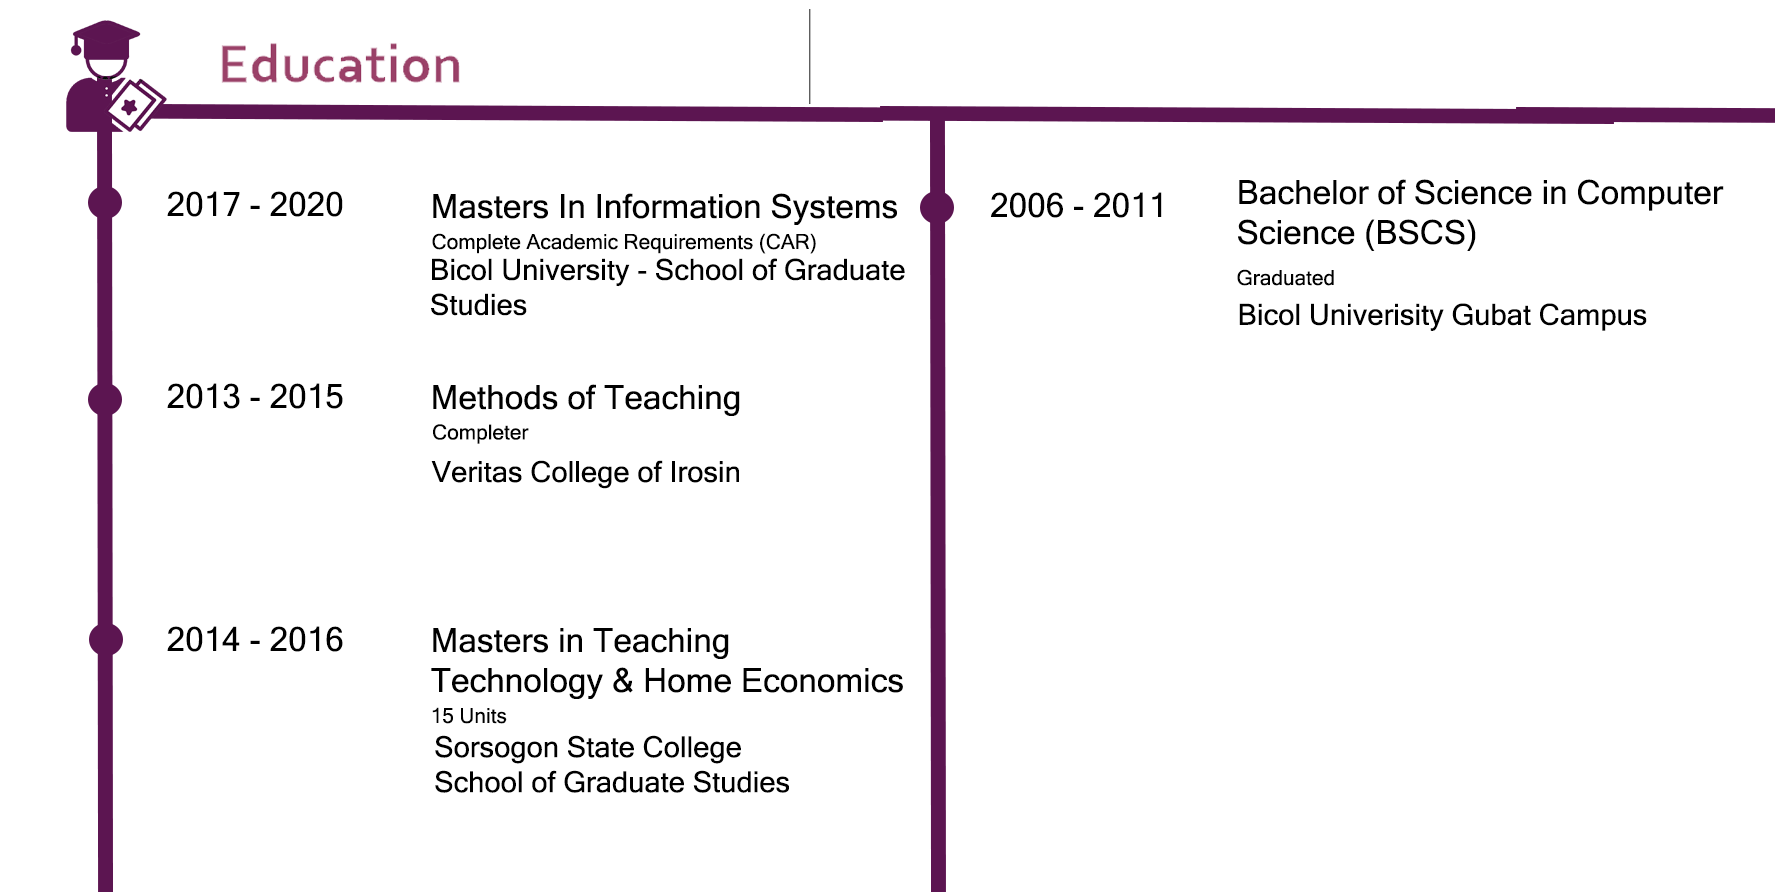 Education
2017 - 2020
Masters In Information Systems
Complete Academic Requirements (CAR)
Bicol University - School of Graduate
Studies
2013 - 2015
Methods of Teaching
Completer
Veritas College of Irosin
2014 - 2016
Masters in Teaching
Technology & Home Economics
15 Units
Sorsogon State College
School of Graduate Studies
2006 - 2011
Bachelor of Science in Computer
Science (BSCS)
Graduated
Bicol Univerisity Gubat Campus